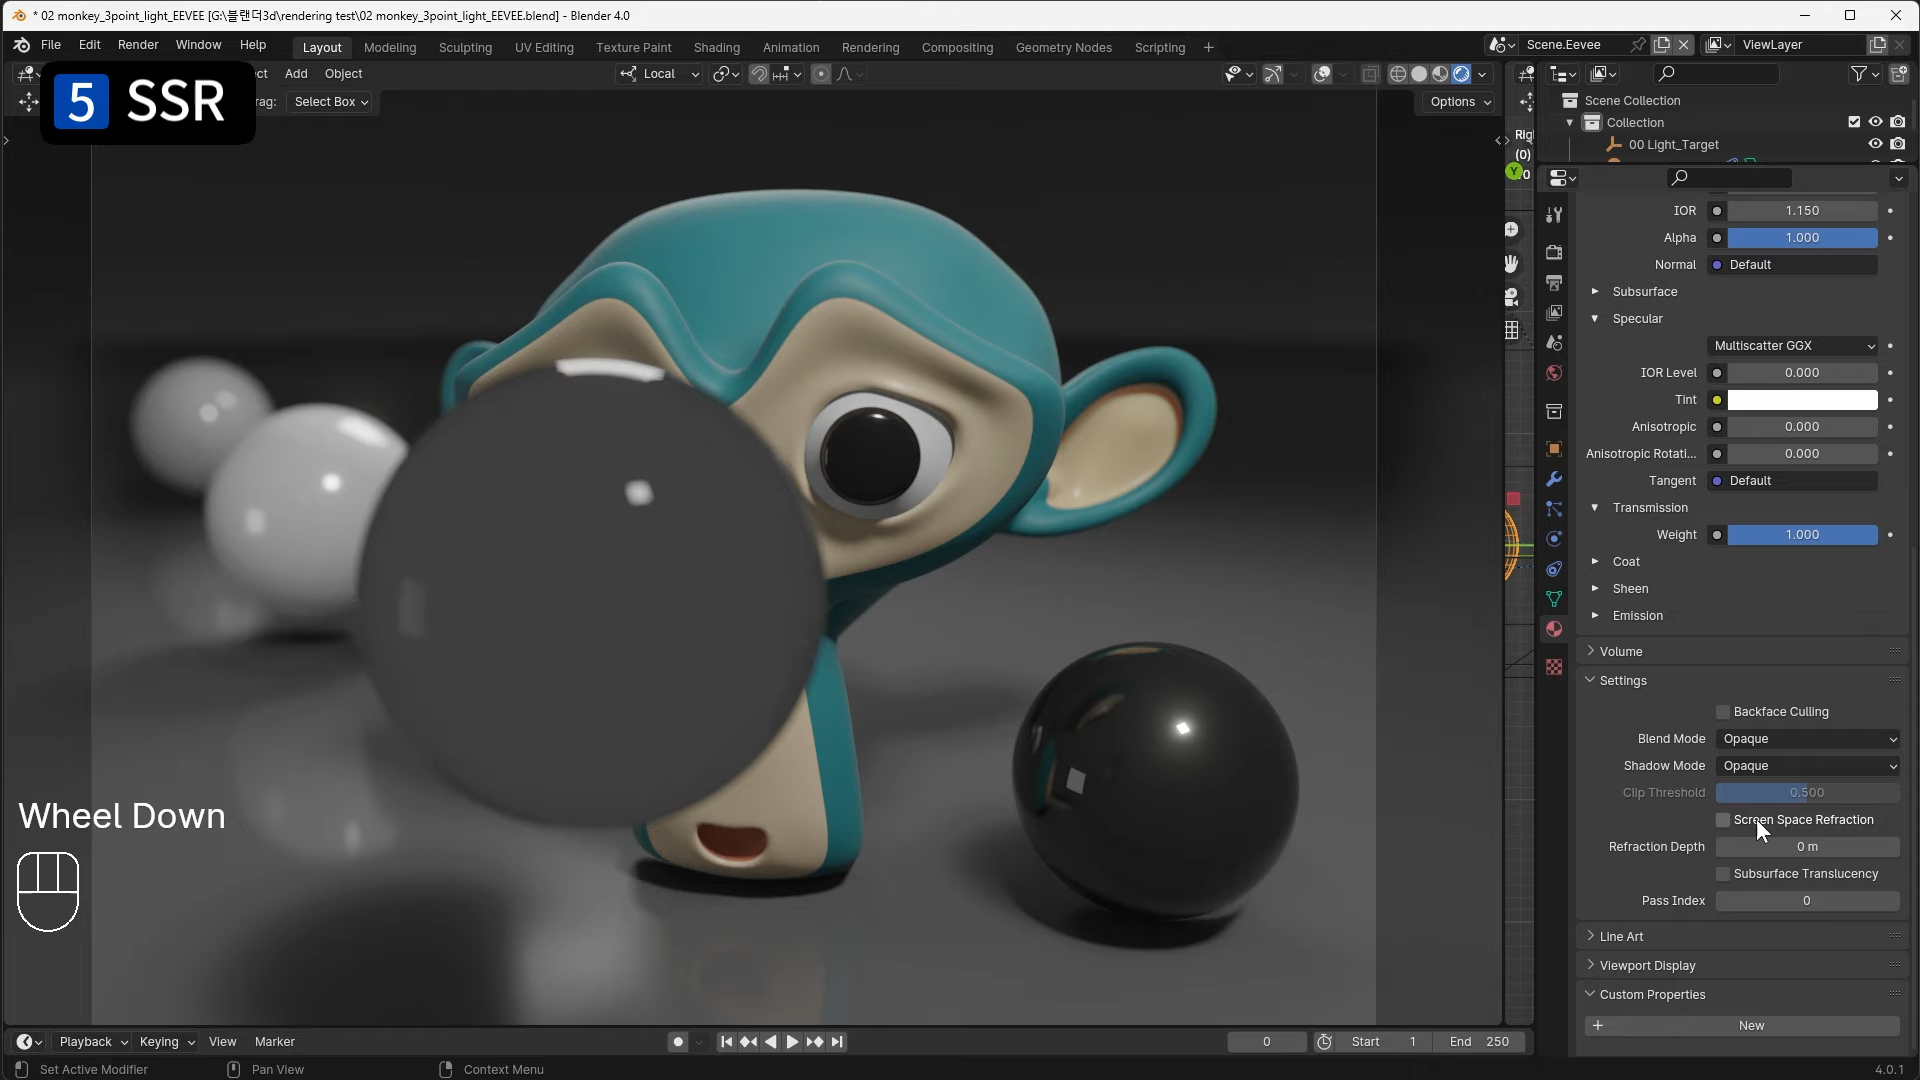 * 02 monkey_3point_light_EEVEE [G:\블랜더3d\rendering test\02 monkey_3point_light_EEVEE.blend] - Blender 4.0
File Edit Render Window Help Layout Modeling Sculpting UV Editing Texture Paint Shading Animation Rendering Compositing Geometry Nodes Scripting + Scene.Eevee ViewLayer
5 SSR
Add Object Local
Select Box Options
Scene Collection
Collection
00 Light_Target
IOR 1.150
Alpha 1.000
Normal Default
Subsurface
Specular
Multiscatter GGX
IOR Level 0.000
Tint
Anisotropic 0.000
Anisotropic Rotati... 0.000
Tangent Default
Transmission
Weight 1.000
Coat
Sheen
Emission
Volume
Settings
Backface Culling
Blend Mode Opaque
Shadow Mode Opaque
Clip Threshold 0.500
Screen Space Refraction
Refraction Depth 0 m
Subsurface Translucency
Pass Index 0
Line Art
Viewport Display
Custom Properties
+ New
Wheel Down
Playback Keying View Marker 0 Start 1 End 250
Set Active Modifier Pan View Context Menu 4.0.1